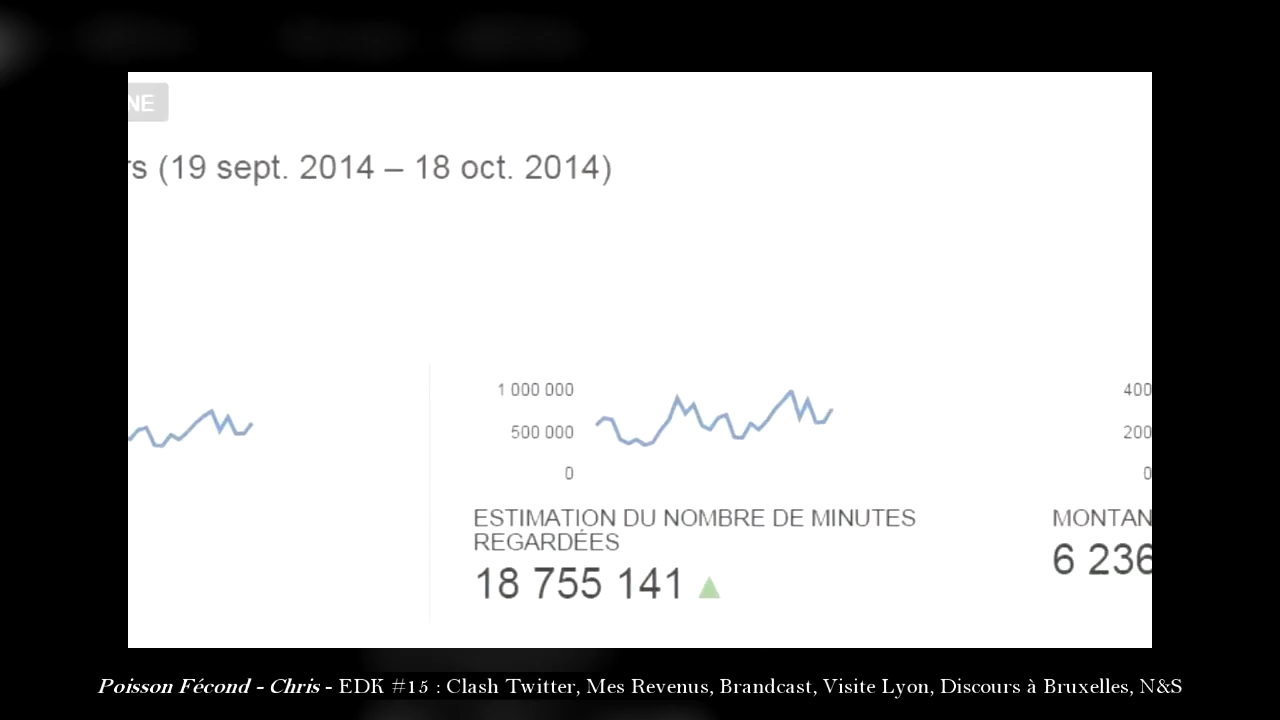 NE
rs (19 sept. 2014 – 18 oct. 2014)
1 000 000
500 000
0
400
200
0
ESTIMATION DU NOMBRE DE MINUTES
REGARDÉES
18 755 141
MONTAN
6 236
Poisson Fécond - Chris - EDK #15 : Clash Twitter, Mes Revenus, Brandcast, Visite Lyon, Discours à Bruxelles, N&S